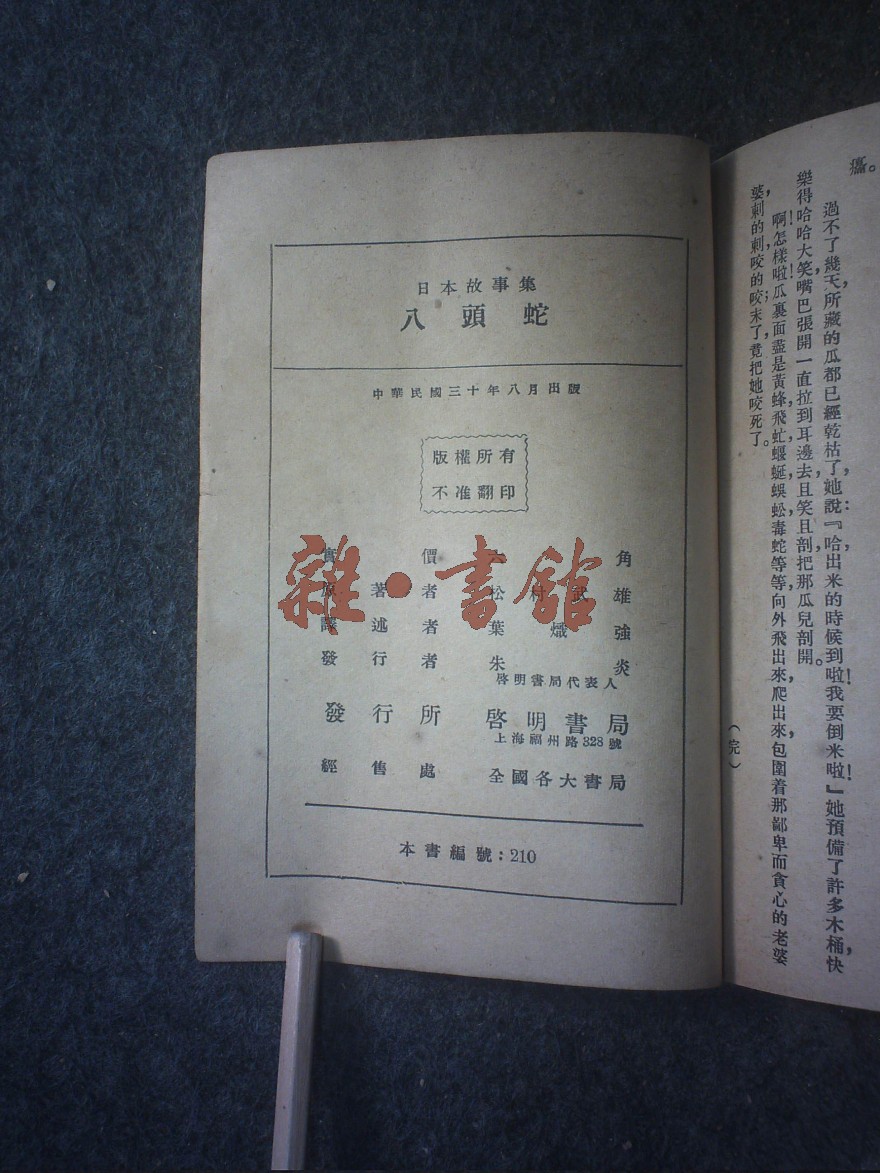 日本故事集
八頭蛇
中華民國三十年八月出版
版權所有
不准翻印
實價 角
原著者 松村武雄
譯述者 葉熾強
發行者 朱炎
啓明書局代表人
發行所 啓明書局
上海福州路328號
經售處 全國各大書局
本書編號：210
雜·書館
癟。
過不了幾天，所藏的瓜都已經乾枯了，她說：『哈，出米的時候到啦！我要倒米啦！』她預備了許多木桶，快
樂得哈哈大笑，嘴巴張開一直拉到耳邊去，且笑且剖，把那瓜兒剖開。
啊！怎樣啦！瓜裏面盡是黃蜂，飛虻，蝘蜓，蜈蚣，毒蛇等等，向外飛出來，爬出來，包圍着那鄙卑而貪心的老婆
婆，刺的刺，咬的咬；末了，竟把她咬死了。
（完）